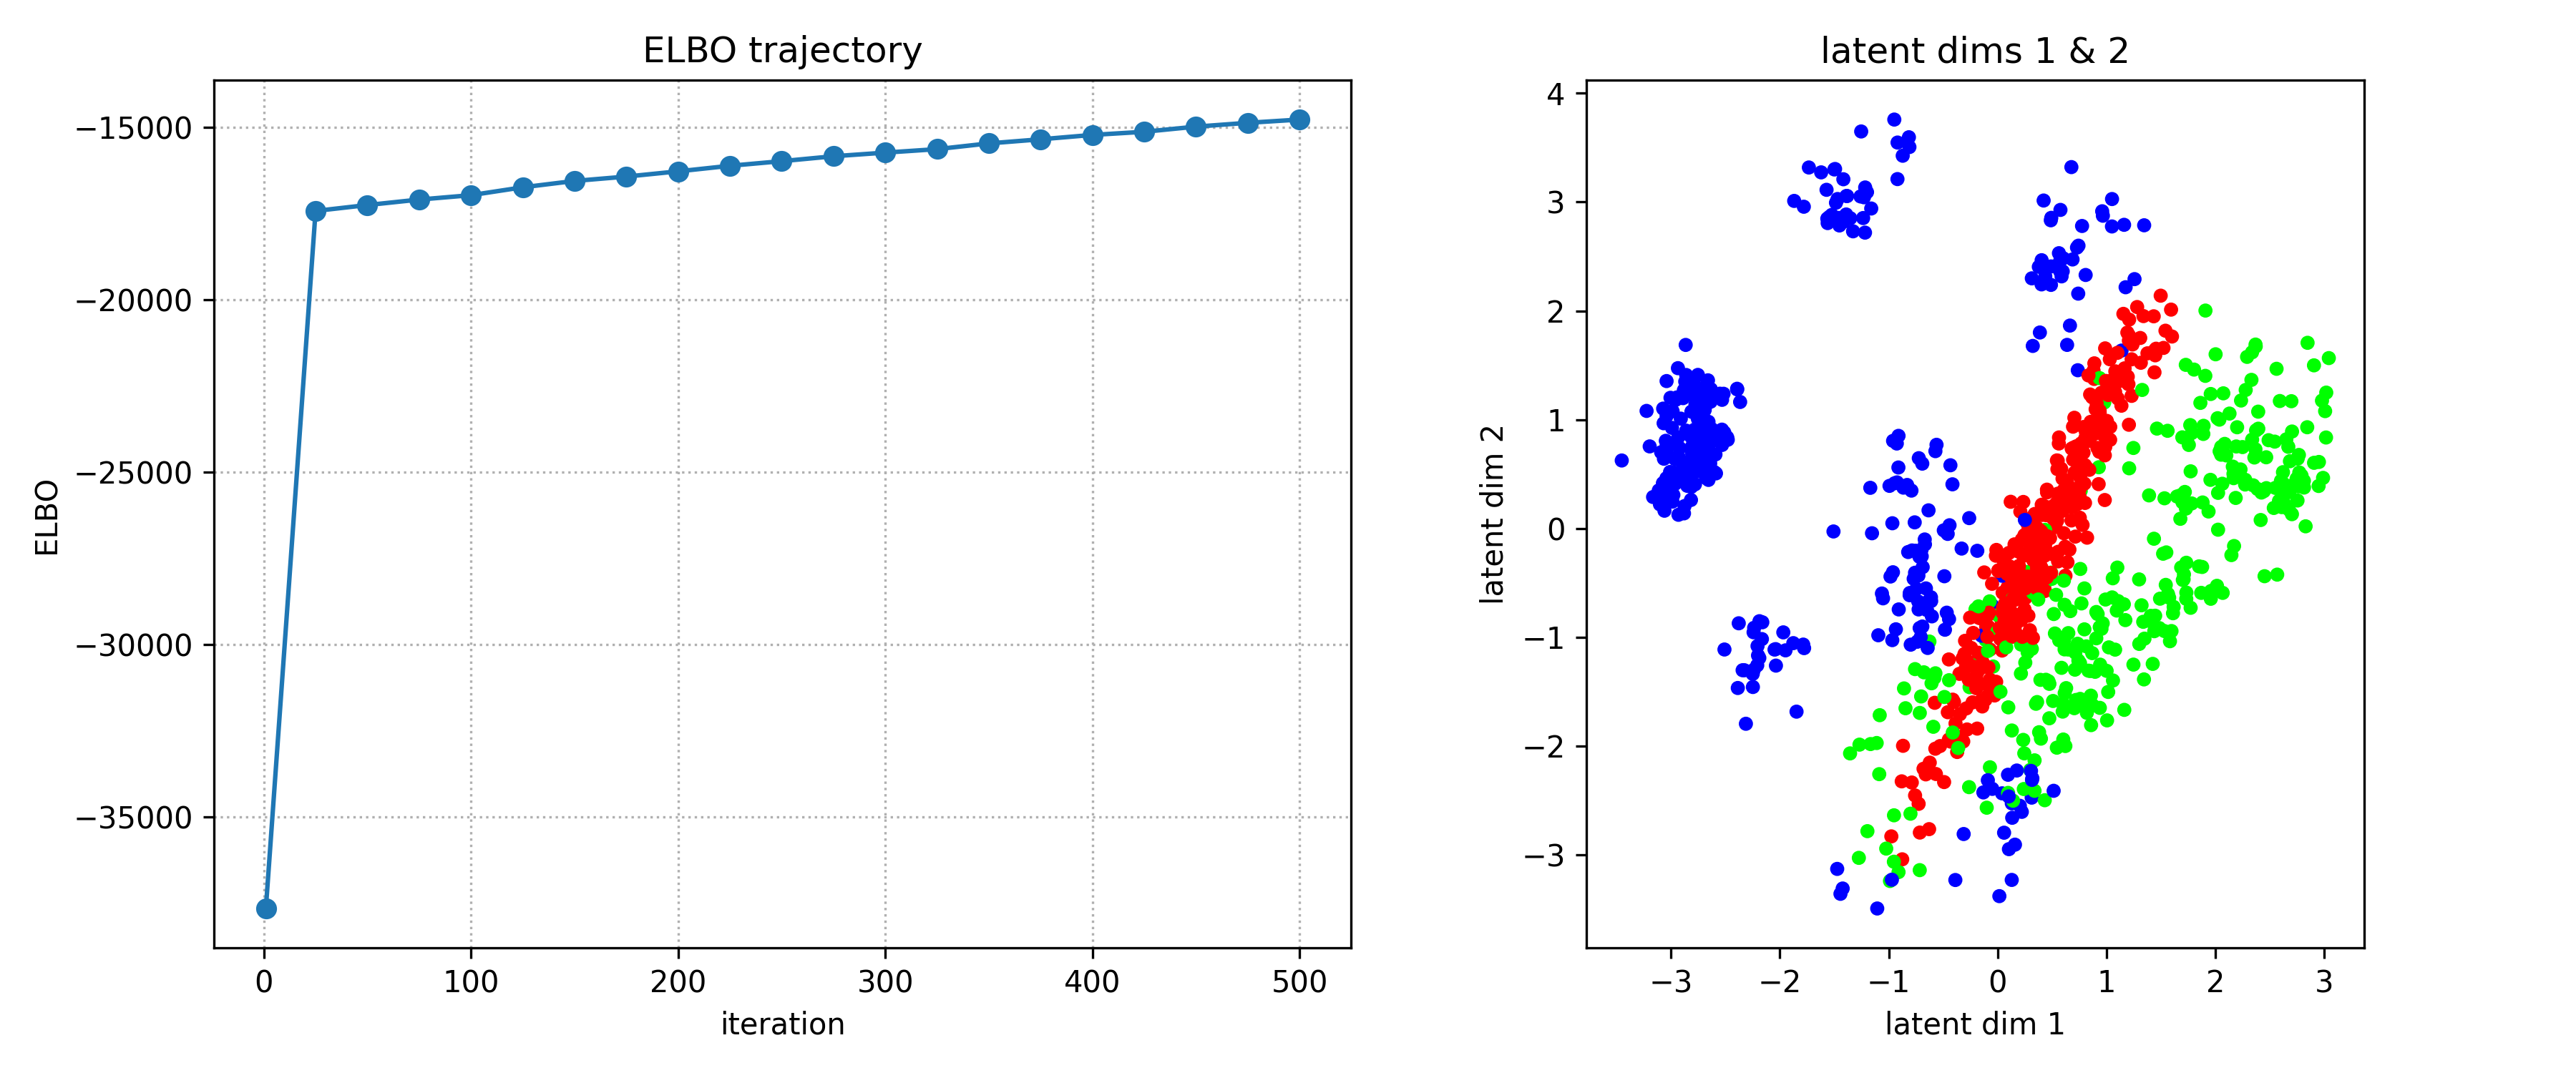 ELBO trajectory
−15000
−20000
−25000
−30000
−35000
ELBO
0 100 200 300 400 500
iteration
latent dims 1 & 2
4
3
2
1
0
−1
−2
−3
latent dim 2
−3 −2 −1 0 1 2 3
latent dim 1